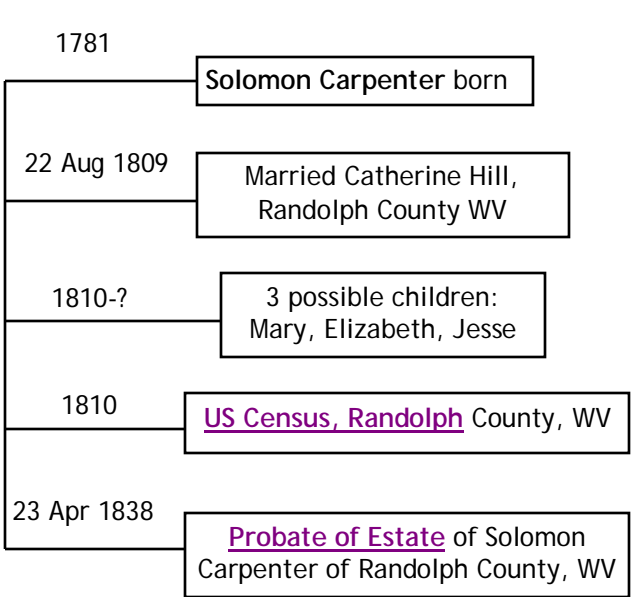 1781
Solomon Carpenter born
22 Aug 1809
Married Catherine Hill,
Randolph County WV
1810-?
3 possible children:
Mary, Elizabeth, Jesse
1810
US Census, Randolph County, WV
23 Apr 1838
Probate of Estate of Solomon
Carpenter of Randolph County, WV